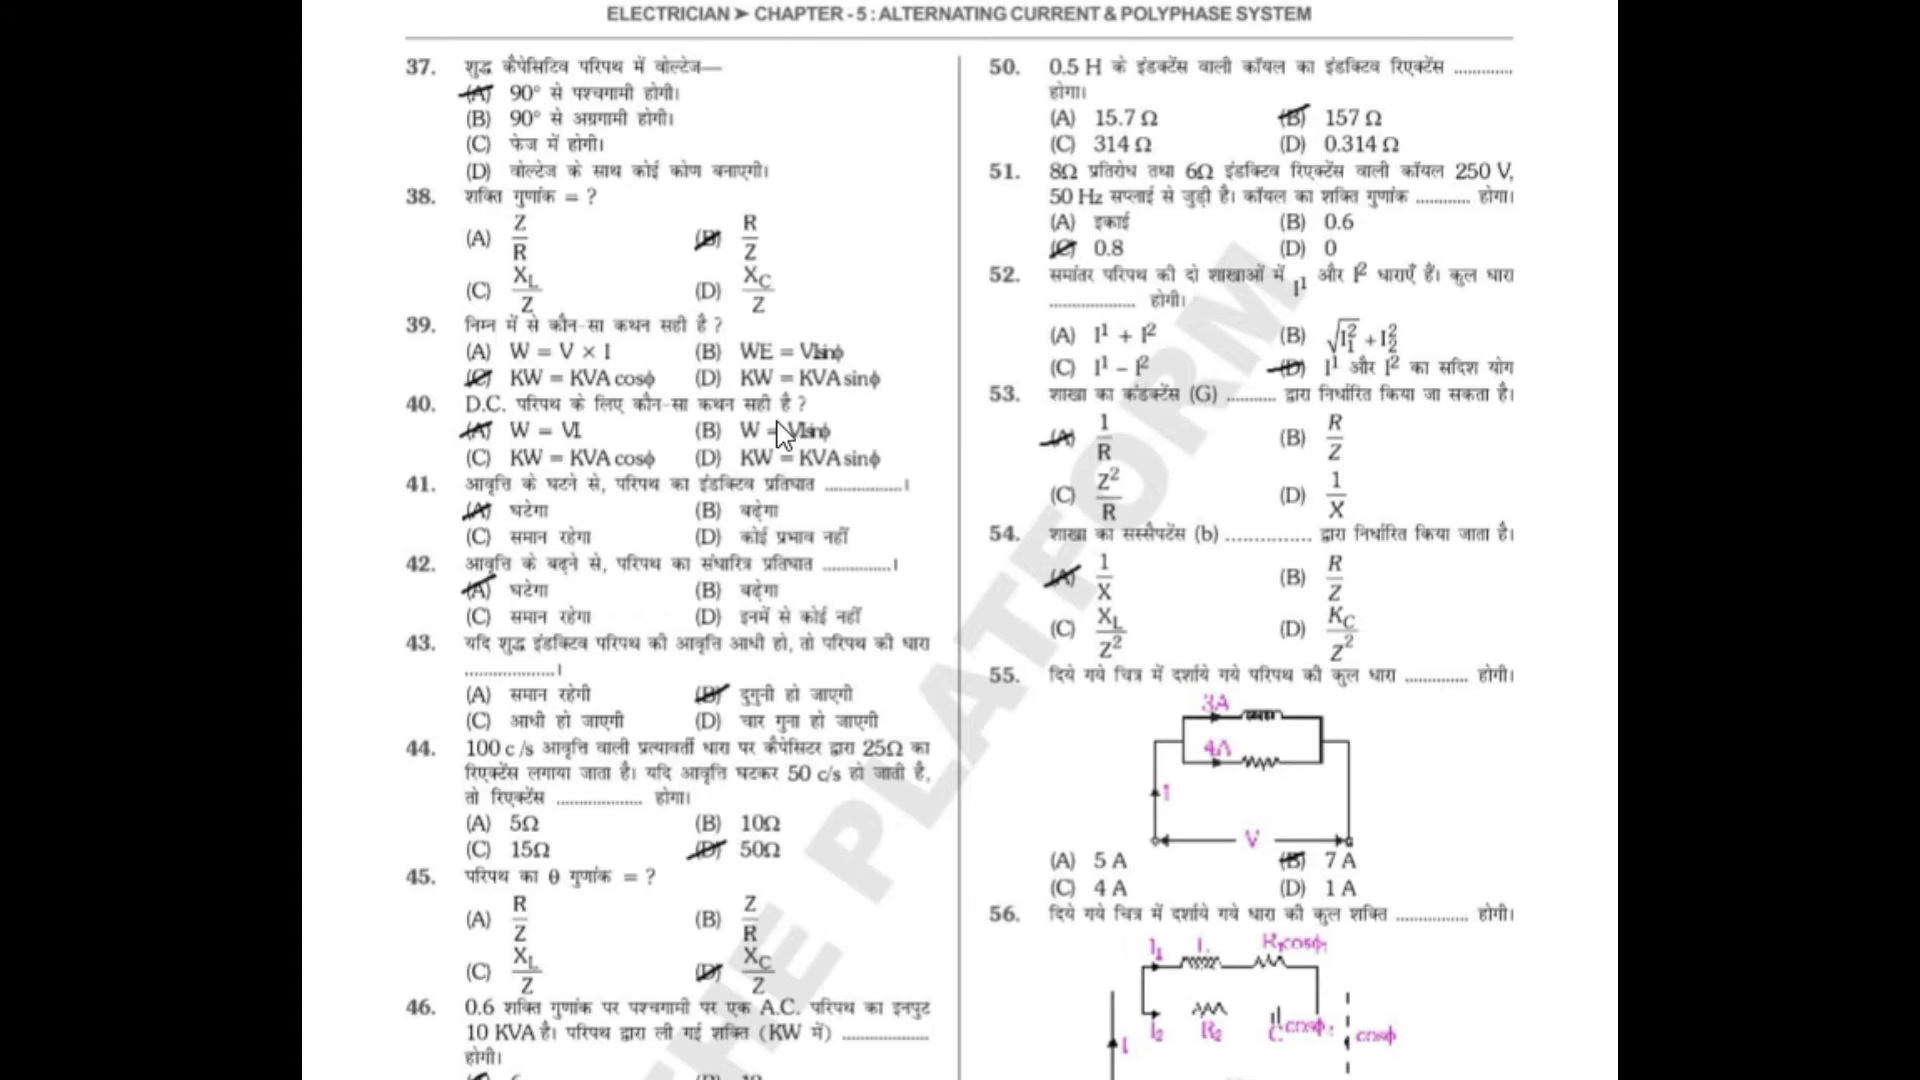 ELECTRICIAN ➤ CHAPTER - 5 : ALTERNATING CURRENT & POLYPHASE SYSTEM
37. शुद्ध कैपेसिटिव परिपथ में वोल्टेज—
(A) 90° से पश्चगामी होगी।
(B) 90° से अग्रगामी होगी।
(C) फेज में होगी।
(D) वोल्टेज के साथ कोई कोण बनाएगी।
38. शक्ति गुणांक = ?
(A) Z/R (B) R/Z
(C) X_L/Z (D) X_C/Z
39. निम्न में से कौन-सा कथन सही है ?
(A) W = V × I (B) WE = VIsinϕ
(C) KW = KVA cosϕ (D) KW = KVA sinϕ
40. D.C. परिपथ के लिए कौन-सा कथन सही है ?
(A) W = VI (B) W = VIsinϕ
(C) KW = KVA cosϕ (D) KW = KVA sinϕ
41. आवृत्ति के घटने से, परिपथ का इंडक्टिव प्रतिघात ..................।
(A) घटेगा (B) बढ़ेगा
(C) समान रहेगा (D) कोई प्रभाव नहीं
42. आवृत्ति के बढ़ने से, परिपथ का संधारित्र प्रतिघात ...............।
(A) घटेगा (B) बढ़ेगा
(C) समान रहेगा (D) इनमें से कोई नहीं
43. यदि शुद्ध इंडक्टिव परिपथ की आवृत्ति आधी हो, तो परिपथ की धारा
....................।
(A) समान रहेगी (B) दुगुनी हो जाएगी
(C) आधी हो जाएगी (D) चार गुना हो जाएगी
44. 100 c/s आवृत्ति वाली प्रत्यावर्ती धारा पर कैपेसिटर द्वारा 25Ω का
रिएक्टेंस लगाया जाता है। यदि आवृत्ति घटकर 50 c/s हो जाती है,
तो रिएक्टेंस ................... होगा।
(A) 5Ω (B) 10Ω
(C) 15Ω (D) 50Ω
45. परिपथ का θ गुणांक = ?
(A) R/Z (B) Z/R
(C) X_L/Z (D) X_C/Z
46. 0.6 शक्ति गुणांक पर पश्चगामी पर एक A.C. परिपथ का इनपुट
10 KVA है। परिपथ द्वारा ली गई शक्ति (KW में) ...................
होगी।
50. 0.5 H के इंडक्टेंस वाली कॉयल का इंडक्टिव रिएक्टेंस .............
होगा।
(A) 15.7 Ω (B) 157 Ω
(C) 314 Ω (D) 0.314 Ω
51. 8Ω प्रतिरोध तथा 6Ω इंडक्टिव रिएक्टेंस वाली कॉयल 250 V,
50 Hz सप्लाई से जुड़ी है। कॉयल का शक्ति गुणांक ............ होगा।
(A) इकाई (B) 0.6
(C) 0.8 (D) 0
52. समांतर परिपथ की दो शाखाओं में I¹ और I² धाराएँ हैं। कुल धारा
................... होगी।
(A) I¹ + I² (B) √I₁² + I₂²
(C) I¹ − I² (D) I¹ और I² का सदिश योग
53. शाखा का कंडक्टेंस (G) ........... द्वारा निर्धारित किया जा सकता है।
(A) 1/R (B) R/Z
(C) Z²/R (D) 1/X
54. शाखा का सस्सैपटेंस (b) ................ द्वारा निर्धारित किया जाता है।
(A) 1/X (B) R/Z
(C) X_L/Z² (D) K_C/Z²
55. दिये गये चित्र में दर्शाये गये परिपथ की कुल धारा .............. होगी।
3A
4A
I
V
(A) 5 A (B) 7 A
(C) 4 A (D) 1 A
56. दिये गये चित्र में दर्शाये गये धारा की कुल शक्ति ................ होगी।
I₁ L R₁cosϕ₁
I₂ R₂ C cosϕ₂
I cosϕ
THE PLATFORM